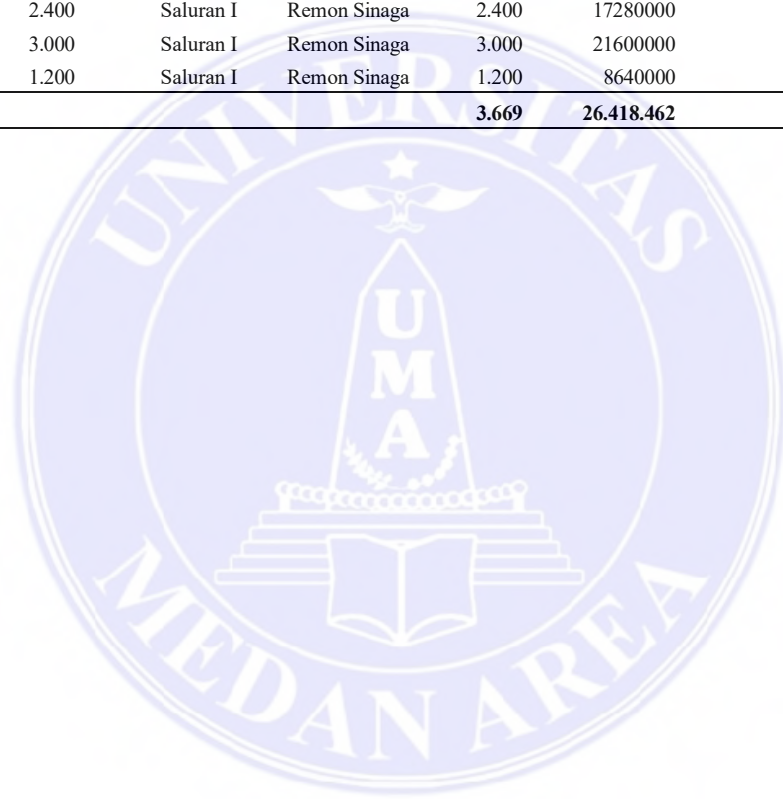 2.400 Saluran I Remon Sinaga 2.400 17280000
3.000 Saluran I Remon Sinaga 3.000 21600000
1.200 Saluran I Remon Sinaga 1.200 8640000
3.669 26.418.462
UNIVERSITAS
U
M
A
MEDAN AREA